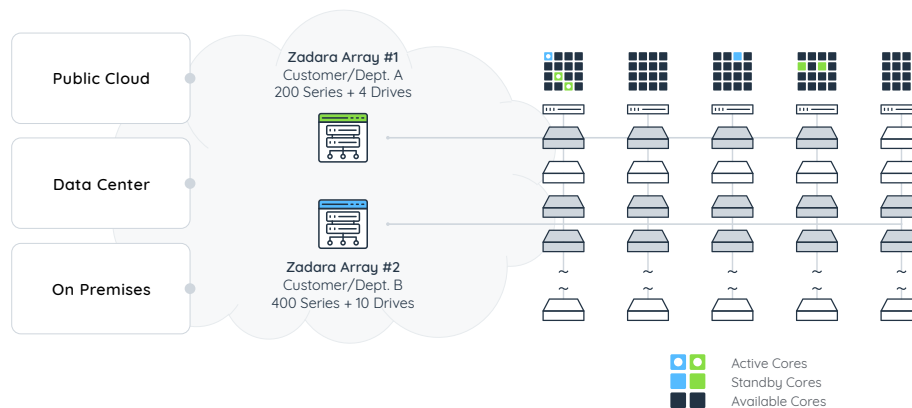 Public Cloud
Data Center
On Premises
Zadara Array #1
Customer/Dept. A
200 Series + 4 Drives
Zadara Array #2
Customer/Dept. B
400 Series + 10 Drives
~ ~ ~ ~ ~
~ ~ ~ ~ ~
Active Cores
Standby Cores
Available Cores